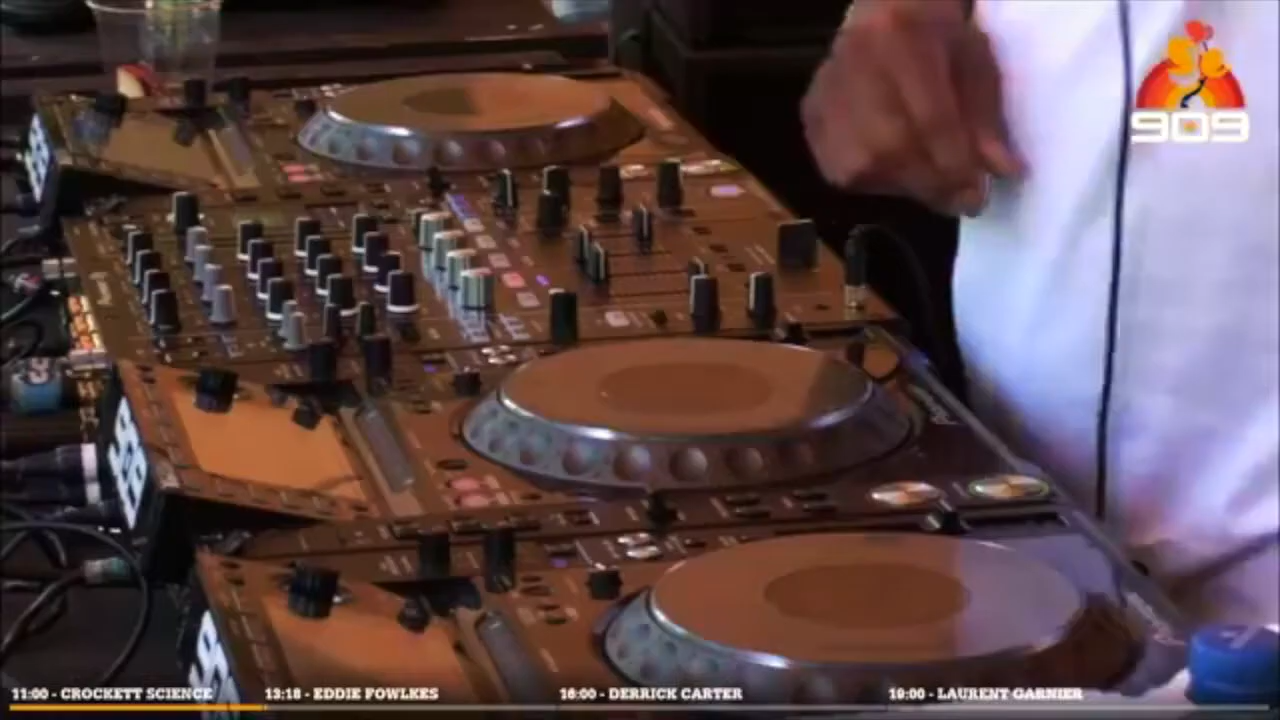 909
11:00 - CROCKETT SCIENCE
13:18 - EDDIE FOWLKES
16:00 - DERRICK CARTER
19:00 - LAURENT GARNIER